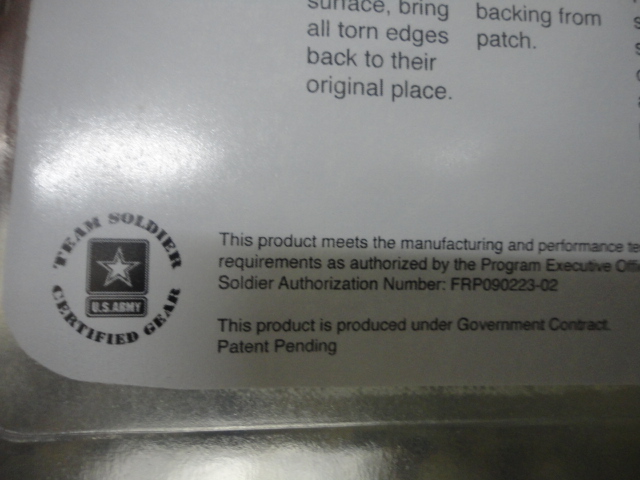 surface, bring
all torn edges
back to their
original place.
backing from
patch.
TEAM SOLDIER
U.S. ARMY
CERTIFIED GEAR
This product meets the manufacturing and performance te
requirements as authorized by the Program Executive Offi
Soldier Authorization Number: FRP090223-02
This product is produced under Government Contract.
Patent Pending